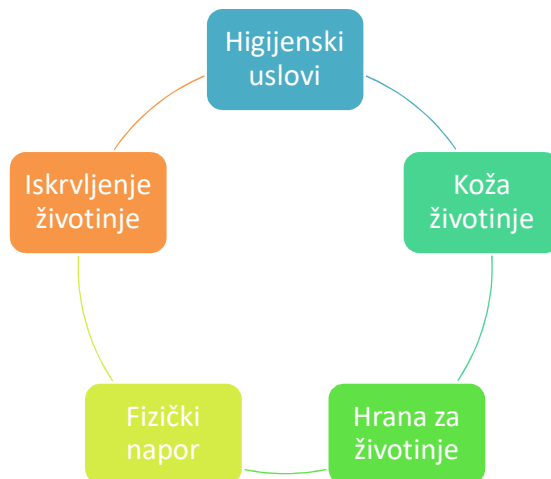 Higijenski
uslovi
Koža
životinje
Hrana za
životinje
Fizički
napor
Iskrvljenje
životinje